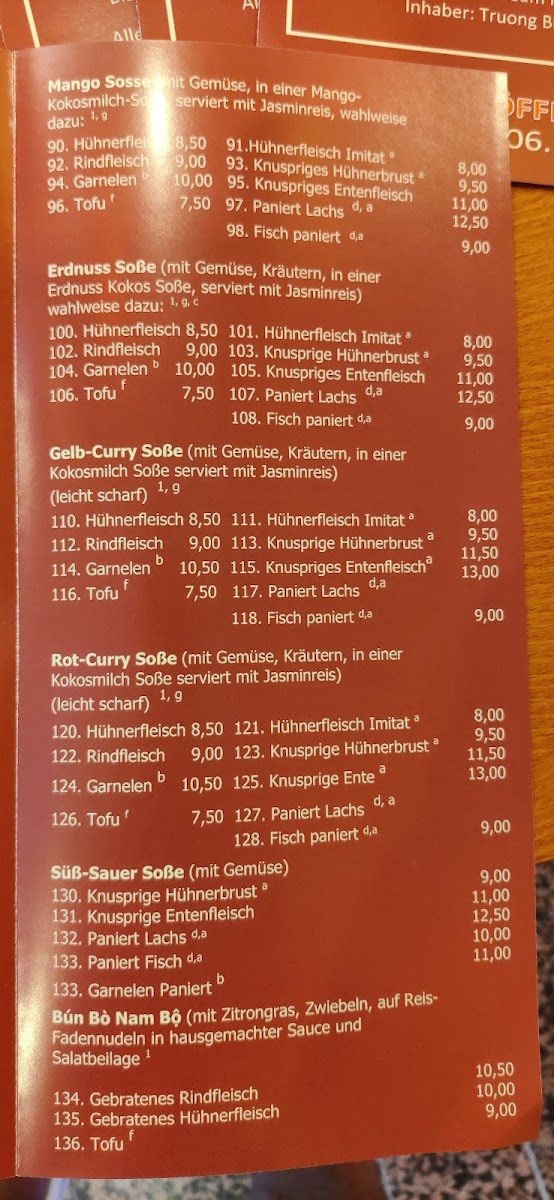 Inhaber: Truong
Alle
06.
Mango Sosse mit Gemüse, in einer Mango-
Kokosmilch-Soße, serviert mit Jasminreis, wahlweise
dazu: 1, g
90. Hühnerfleisch 8,50 91.Hühnerfleisch Imitat a 8,00
92. Rindfleisch 9,00 93. Knuspriges Hühnerbrust a 9,50
94. Garnelen b 10,00 95. Knuspriges Entenfleisch 11,00
96. Tofu f 7,50 97. Paniert Lachs d, a 12,50
98. Fisch paniert d,a 9,00
Erdnuss Soße (mit Gemüse, Kräutern, in einer
Erdnuss Kokos Soße, serviert mit Jasminreis)
wahlweise dazu: 1, g, c
100. Hühnerfleisch 8,50 101. Hühnerfleisch Imitat a 8,00
102. Rindfleisch 9,00 103. Knusprige Hühnerbrust a 9,50
104. Garnelen b 10,00 105. Knuspriges Entenfleisch 11,00
106. Tofu f 7,50 107. Paniert Lachs d,a 12,50
108. Fisch paniert d,a 9,00
Gelb-Curry Soße (mit Gemüse, Kräutern, in einer
Kokosmilch Soße serviert mit Jasminreis)
(leicht scharf) 1, g
110. Hühnerfleisch 8,50 111. Hühnerfleisch Imitat a 8,00
112. Rindfleisch 9,00 113. Knusprige Hühnerbrust a 9,50
114. Garnelen b 10,50 115. Knuspriges Entenfleisch a 11,50
116. Tofu f 7,50 117. Paniert Lachs d,a 13,00
118. Fisch paniert d,a 9,00
Rot-Curry Soße (mit Gemüse, Kräutern, in einer
Kokosmilch Soße serviert mit Jasminreis)
(leicht scharf) 1, g
120. Hühnerfleisch 8,50 121. Hühnerfleisch Imitat a 8,00
122. Rindfleisch 9,00 123. Knusprige Hühnerbrust a 9,50
124. Garnelen b 10,50 125. Knusprige Ente a 11,50
126. Tofu f 7,50 127. Paniert Lachs d, a 13,00
128. Fisch paniert d,a 9,00
Süß-Sauer Soße (mit Gemüse)
130. Knusprige Hühnerbrust a 9,00
131. Knusprige Entenfleisch 11,00
132. Paniert Lachs d,a 12,50
133. Paniert Fisch d,a 10,00
133. Garnelen Paniert b 11,00
Bún Bò Nam Bộ (mit Zitrongras, Zwiebeln, auf Reis-
Fadennudeln in hausgemachter Sauce und
Salatbeilage 1
134. Gebratenes Rindfleisch 10,50
135. Gebratenes Hühnerfleisch 10,00
136. Tofu f 9,00